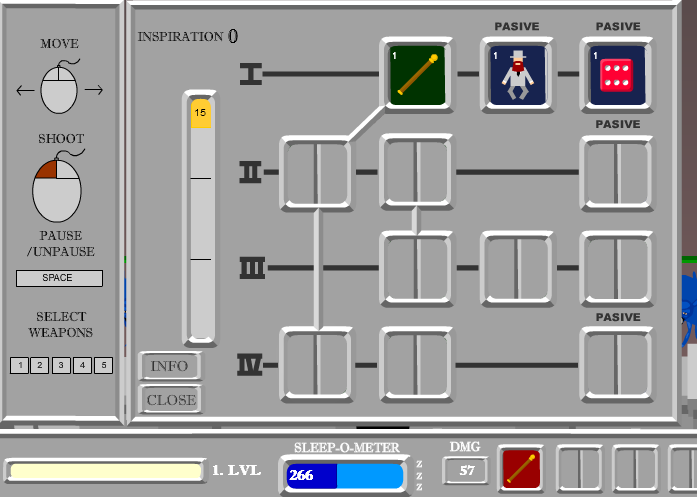 MOVE
SHOOT
PAUSE
/UNPAUSE
SPACE
SELECT
WEAPONS
1 2 3 4 5
INSPIRATION 0
15
INFO
CLOSE
PASIVE PASIVE
I 1 1 1
PASIVE
II
III
PASIVE
IV
1. LVL
SLEEP-O-METER
266
z
z
z
DMG
57